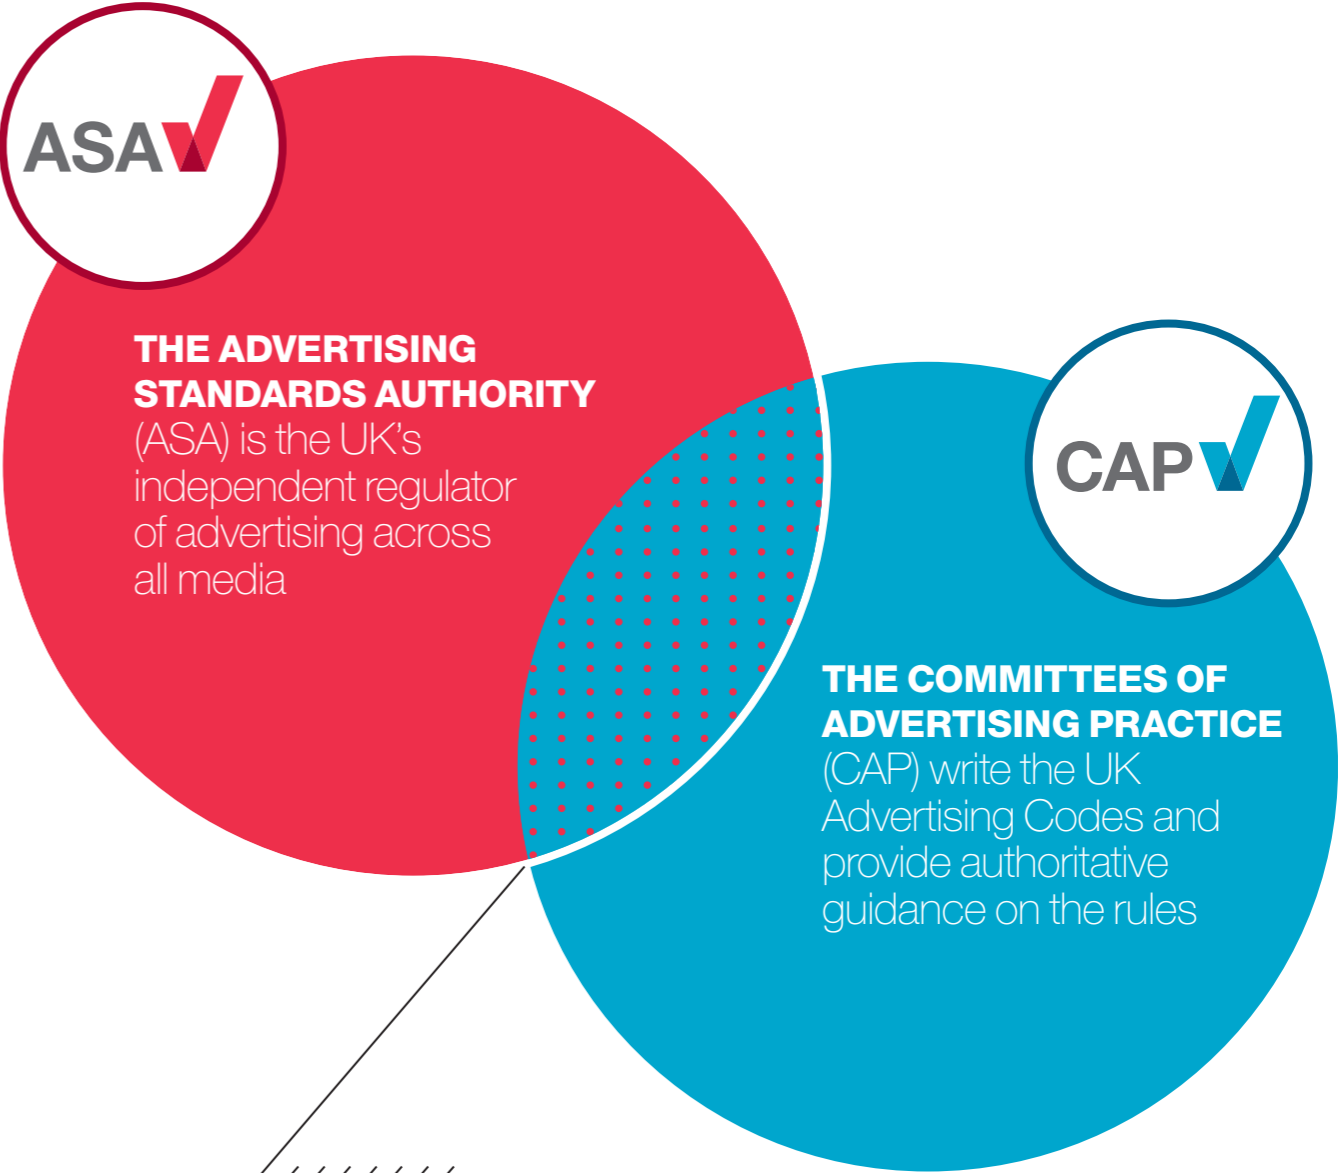 ASA
THE ADVERTISING
STANDARDS AUTHORITY
(ASA) is the UK’s
independent regulator
of advertising across
all media
CAP
THE COMMITTEES OF
ADVERTISING PRACTICE
(CAP) write the UK
Advertising Codes and
provide authoritative
guidance on the rules